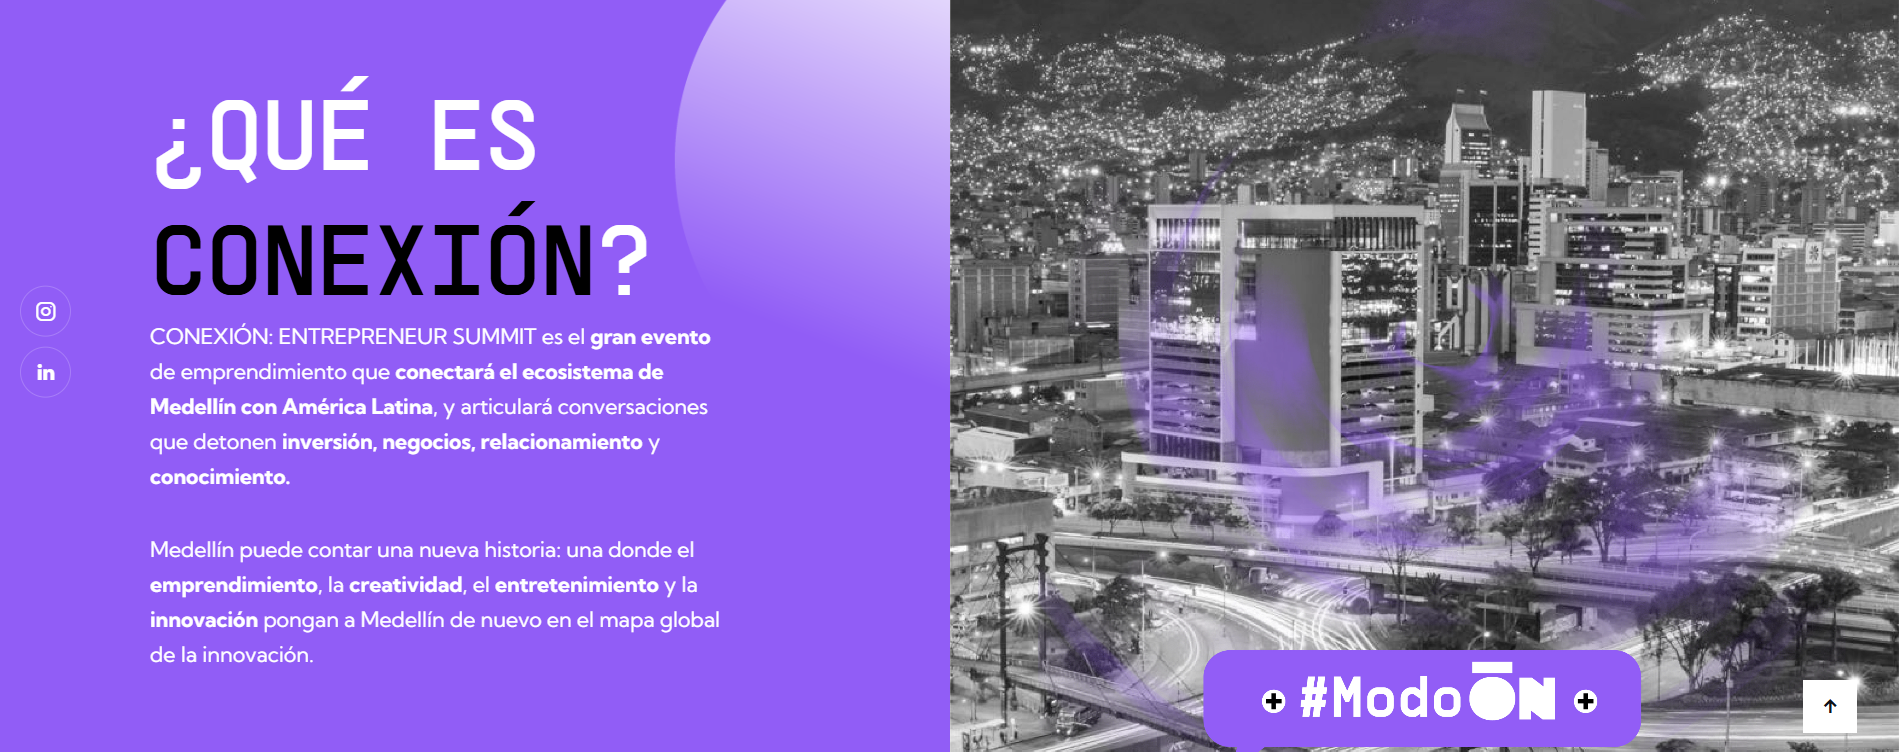 ¿QUÉ ES
CONEXIÓN?
CONEXIÓN: ENTREPRENEUR SUMMIT es el gran evento
de emprendimiento que conectará el ecosistema de
Medellín con América Latina, y articulará conversaciones
que detonen inversión, negocios, relacionamiento y
conocimiento.
Medellín puede contar una nueva historia: una donde el
emprendimiento, la creatividad, el entretenimiento y la
innovación pongan a Medellín de nuevo en el mapa global
de la innovación.
#ModoŌN